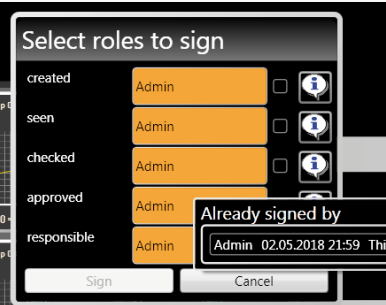 Select roles to sign
created Admin
seen Admin
checked Admin
approved Admin
Already signed by
responsible Admin
Admin 02.05.2018 21:59 Thi
Sign Cancel